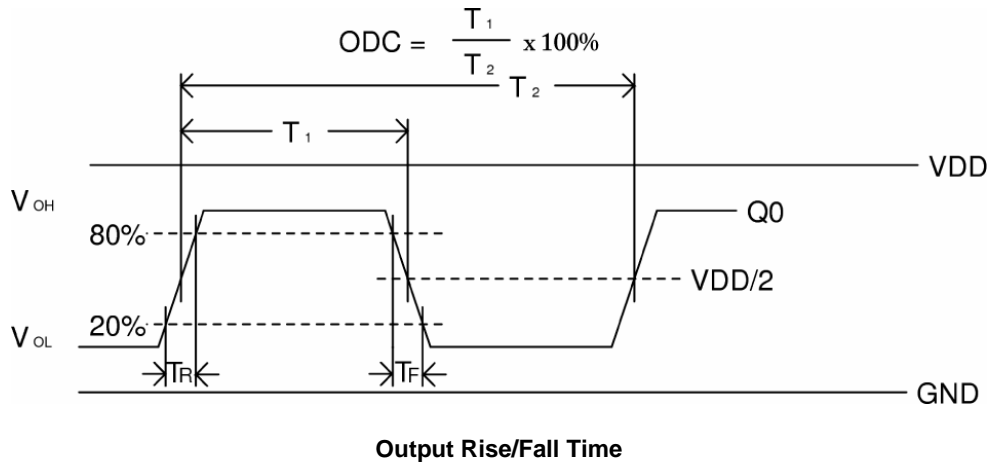 ODC = T1 / T2 x 100%
T2
T1
VDD
VOH
Q0
80%
VDD/2
20%
VOL
TR
TF
GND
Output Rise/Fall Time